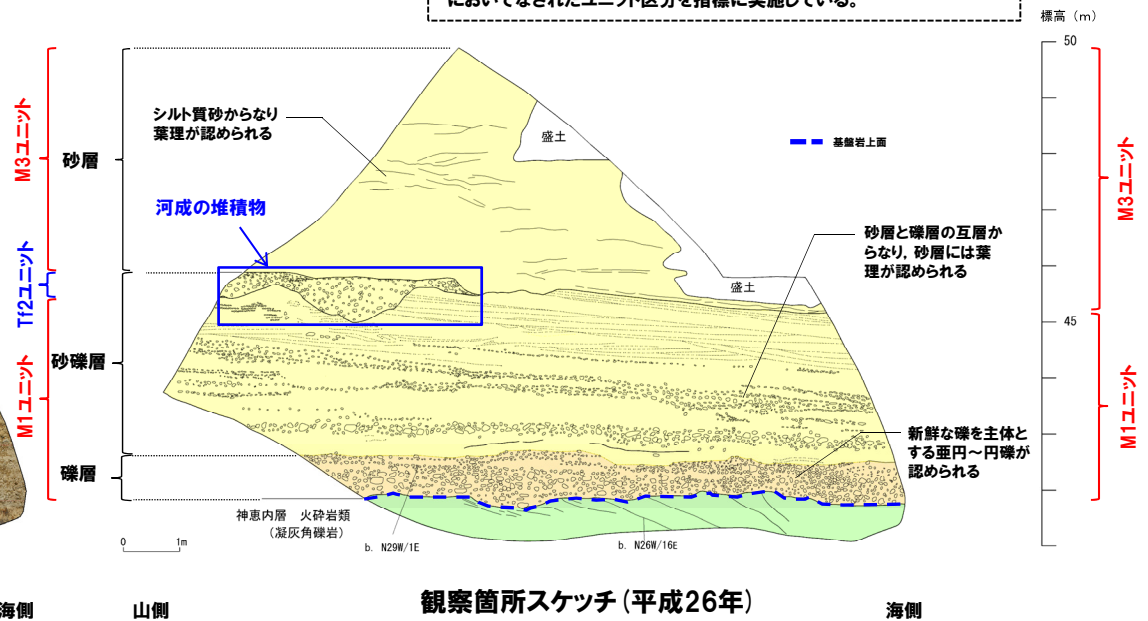 においてなされたユニット区分を指標に実施している。
標高（m）
50
シルト質砂からなり
葉理が認められる
盛土
基盤岩上面
M3ユニット
砂層
M3ユニット
河成の堆積物
砂層と礫層の互層か
らなり，砂層には葉
理が認められる
Tf2ユニット
盛土
45
砂礫層
M1ユニット
M1ユニット
新鮮な礫を主体と
する亜円～円礫が
認められる
礫層
神恵内層　火砕岩類
（凝灰角礫岩）
b. N29W/1E
b. N26W/16E
0 1m
観察箇所スケッチ(平成26年)
海側
山側
海側